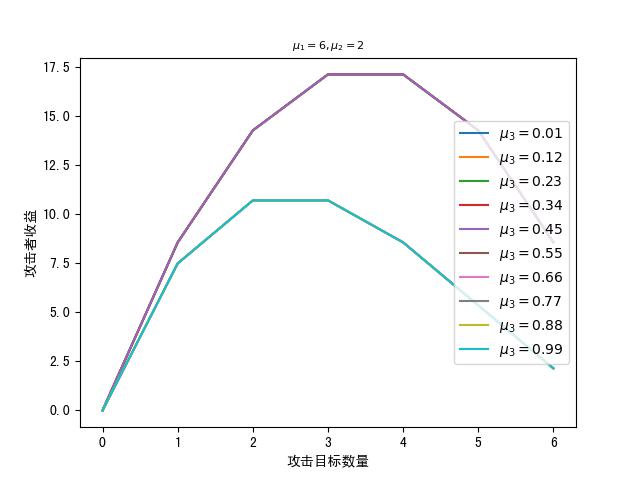 μ₁ = 6, μ₂ = 2
17.5
15.0
12.5
10.0
7.5
5.0
2.5
0.0
攻击者收益
μ₃ = 0.01
μ₃ = 0.12
μ₃ = 0.23
μ₃ = 0.34
μ₃ = 0.45
μ₃ = 0.55
μ₃ = 0.66
μ₃ = 0.77
μ₃ = 0.88
μ₃ = 0.99
0 1 2 3 4 5 6
攻击目标数量